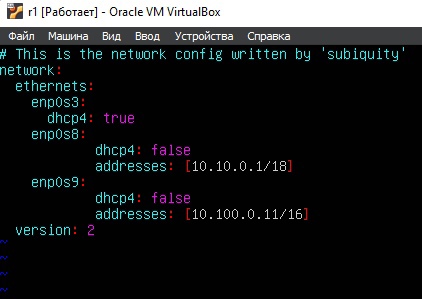 r1 [Работает] - Oracle VM VirtualBox
Файл Машина Вид Ввод Устройства Справка
# This is the network config written by 'subiquity'
network:
  ethernets:
    enp0s3:
      dhcp4: true
    enp0s8:
            dhcp4: false
            addresses: [10.10.0.1/18]
    enp0s9:
            dhcp4: false
            addresses: [10.100.0.11/16]
  version: 2
~
~
~
~